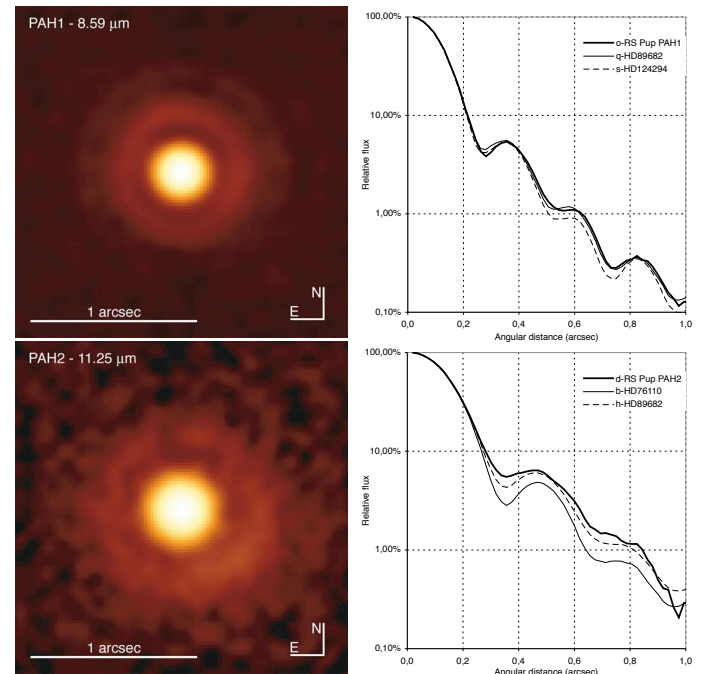 PAH1 - 8.59 μm
N
E
1 arcsec
100,00%
10,00%
1,00%
0,10%
Relative flux
o-RS Pup PAH1
q-HD89682
s-HD124294
0,0 0,2 0,4 0,6 0,8 1,0
Angular distance (arcsec)
PAH2 - 11.25 μm
N
E
1 arcsec
100,00%
10,00%
1,00%
0,10%
Relative flux
d-RS Pup PAH2
b-HD76110
h-HD89682
0,0 0,2 0,4 0,6 0,8 1,0
Angular distance (arcsec)